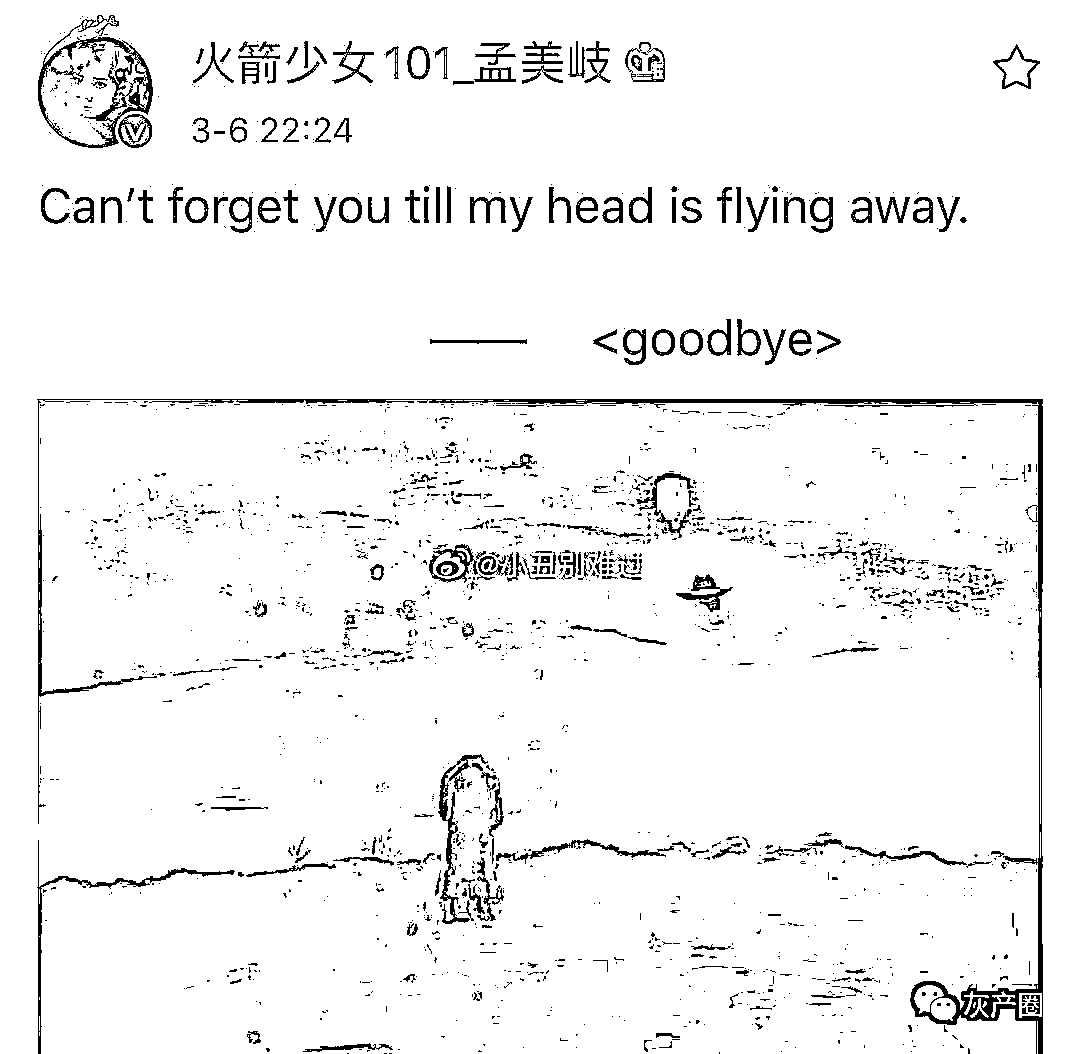 火箭少女101_孟美岐
3-6 22:24
Can’t forget you till my head is flying away.
—— <goodbye>
@小丑别难过
灰产圈